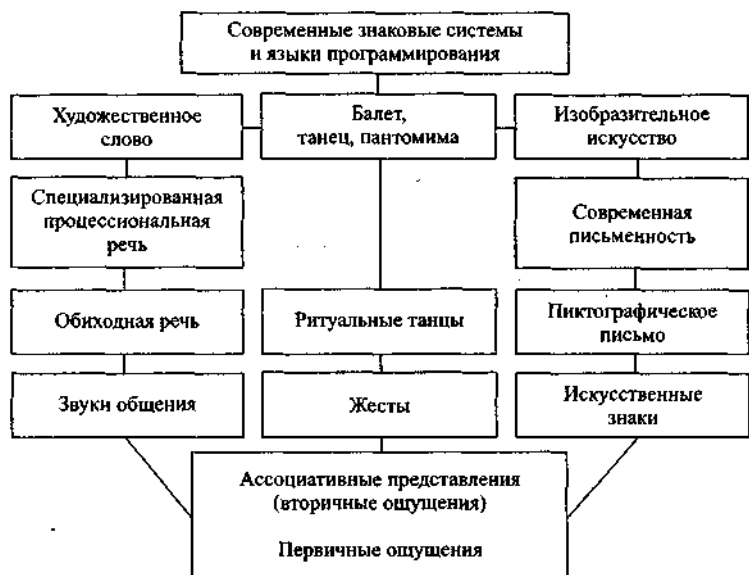 Современные знаковые системы
и языки программирования
Художественное
слово
Балет,
танец, пантомима
Изобразительное
искусство
Специализированная
процессиональная
речь
Современная
письменность
Обиходная речь
Ритуальные танцы
Пиктографическое
письмо
Звуки общения
Жесты
Искусственные
знаки
Ассоциативные представления
(вторичные ощущения)
Первичные ощущения